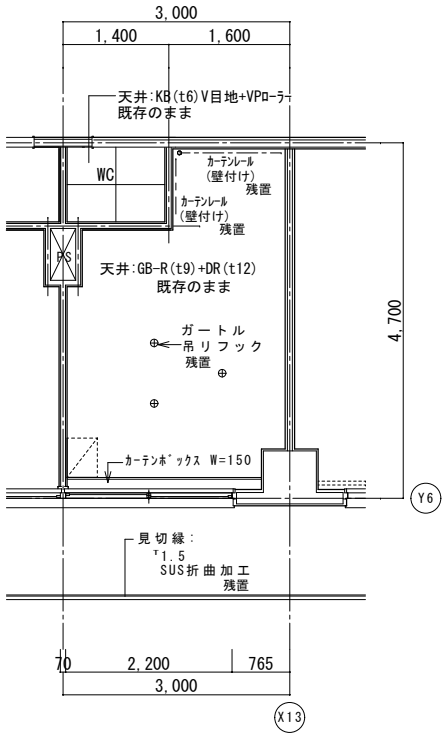 3,000
1,400
1,600
天井:KB(t6)V目地+VPﾛｰﾗｰ
既存のまま
ｶｰﾃﾝﾚｰﾙ
(壁付け)
残置
WC
ｶｰﾃﾝﾚｰﾙ
(壁付け)
残置
PS
天井:GB-R(t9)+DR(t12)
既存のまま
4,700
ガートル
吊リフック
残置
ｶｰﾃﾝﾎﾞｯｸｽ W=150
Y6
見切縁:
T1.5
SUS折曲加工
残置
70
2,200
765
3,000
X13